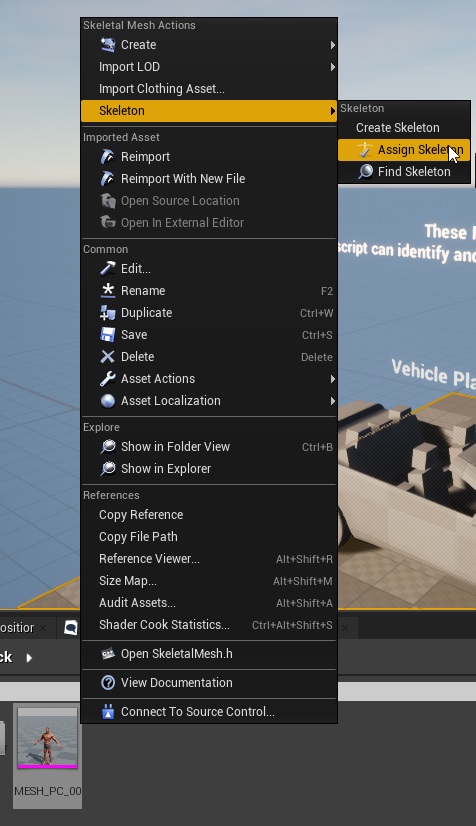 Skeletal Mesh Actions
Create
Import LOD
Import Clothing Asset...
Skeleton
Skeleton
Create Skeleton
Assign Skeleton
Find Skeleton
Imported Asset
Reimport
Reimport With New File
Open Source Location
Open In External Editor
Common
Edit...
Rename F2
Duplicate Ctrl+W
Save Ctrl+S
Delete Delete
Asset Actions
Asset Localization
Explore
Show in Folder View Ctrl+B
Show in Explorer
References
Copy Reference
Copy File Path
Reference Viewer... Alt+Shift+R
Size Map... Alt+Shift+M
Audit Assets... Alt+Shift+A
Shader Cook Statistics... Ctrl+Alt+Shift+S
Open SkeletalMesh.h
View Documentation
Connect To Source Control...
These
script can identify and
Vehicle Pla
ositior
ck
MESH_PC_00